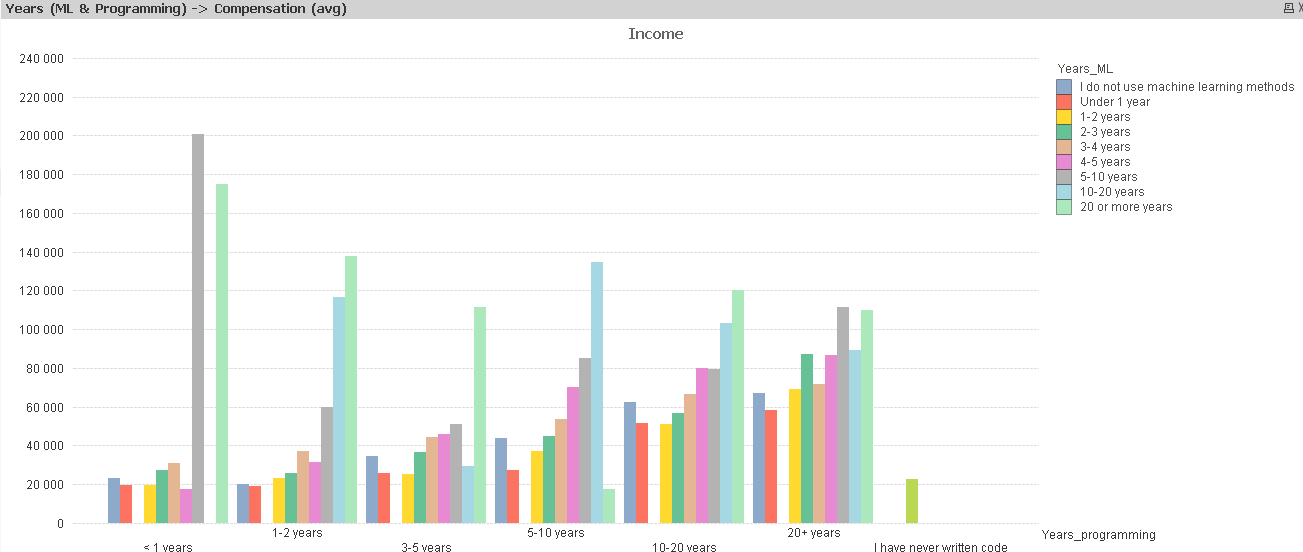 Years (ML & Programming) -> Compensation (avg)
Income
240 000
220 000
200 000
180 000
160 000
140 000
120 000
100 000
80 000
60 000
40 000
20 000
0
Years_ML
I do not use machine learning methods
Under 1 year
1-2 years
2-3 years
3-4 years
4-5 years
5-10 years
10-20 years
20 or more years
1-2 years
5-10 years
20+ years
Years_programming
< 1 years
3-5 years
10-20 years
I have never written code